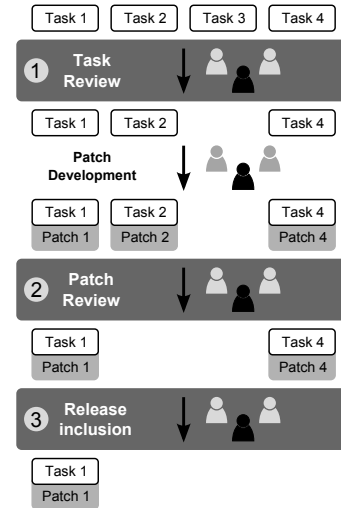 Task 1 Task 2 Task 3 Task 4
1 Task
Review
Task 1 Task 2 Task 4
Patch
Development
Task 1 Task 2 Task 4
Patch 1 Patch 2 Patch 4
2 Patch
Review
Task 1 Task 4
Patch 1 Patch 4
3 Release
inclusion
Task 1
Patch 1